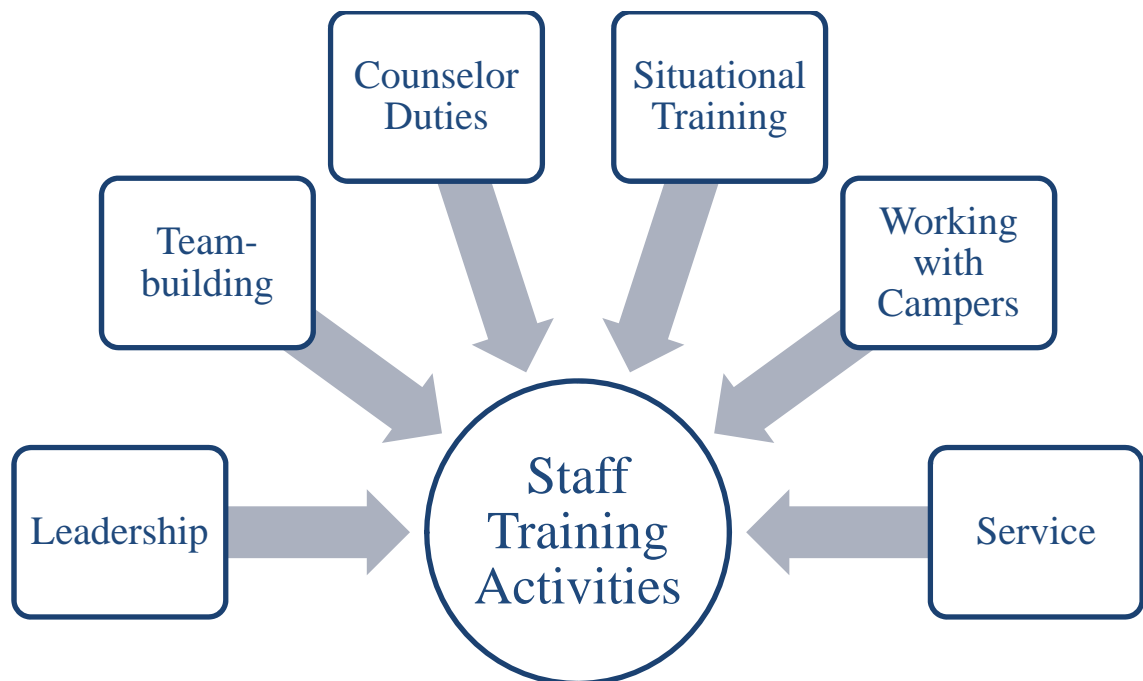 Counselor
Duties
Situational
Training
Team-
building
Working
with
Campers
Leadership
Staff
Training
Activities
Service